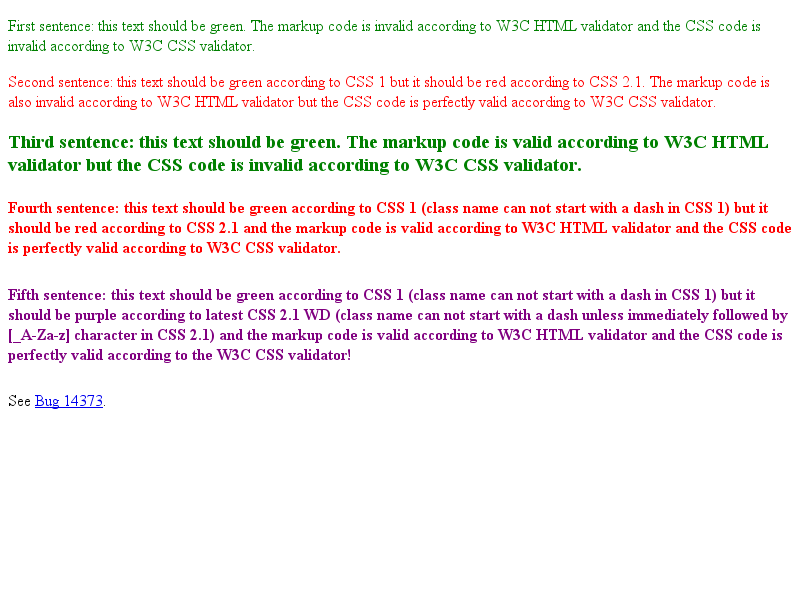 First sentence: this text should be green. The markup code is invalid according to W3C HTML validator and the CSS code is
invalid according to W3C CSS validator.
Second sentence: this text should be green according to CSS 1 but it should be red according to CSS 2.1. The markup code is
also invalid according to W3C HTML validator but the CSS code is perfectly valid according to W3C CSS validator.
Third sentence: this text should be green. The markup code is valid according to W3C HTML
validator but the CSS code is invalid according to W3C CSS validator.
Fourth sentence: this text should be green according to CSS 1 (class name can not start with a dash in CSS 1) but it
should be red according to CSS 2.1 and the markup code is valid according to W3C HTML validator and the CSS code
is perfectly valid according to W3C CSS validator.
Fifth sentence: this text should be green according to CSS 1 (class name can not start with a dash in CSS 1) but it
should be purple according to latest CSS 2.1 WD (class name can not start with a dash unless immediately followed by
[_A-Za-z] character in CSS 2.1) and the markup code is valid according to W3C HTML validator and the CSS code is
perfectly valid according to the W3C CSS validator!
See Bug 14373.